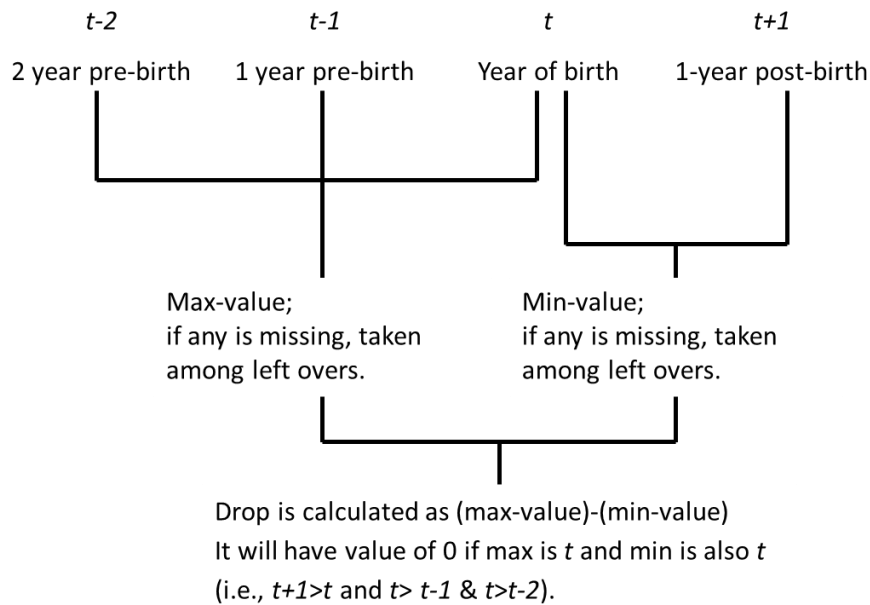 t-2 t-1 t t+1
2 year pre-birth 1 year pre-birth Year of birth 1-year post-birth
Max-value;
if any is missing, taken
among left overs.
Min-value;
if any is missing, taken
among left overs.
Drop is calculated as (max-value)-(min-value)
It will have value of 0 if max is t and min is also t
(i.e., t+1>t and t> t-1 & t>t-2).